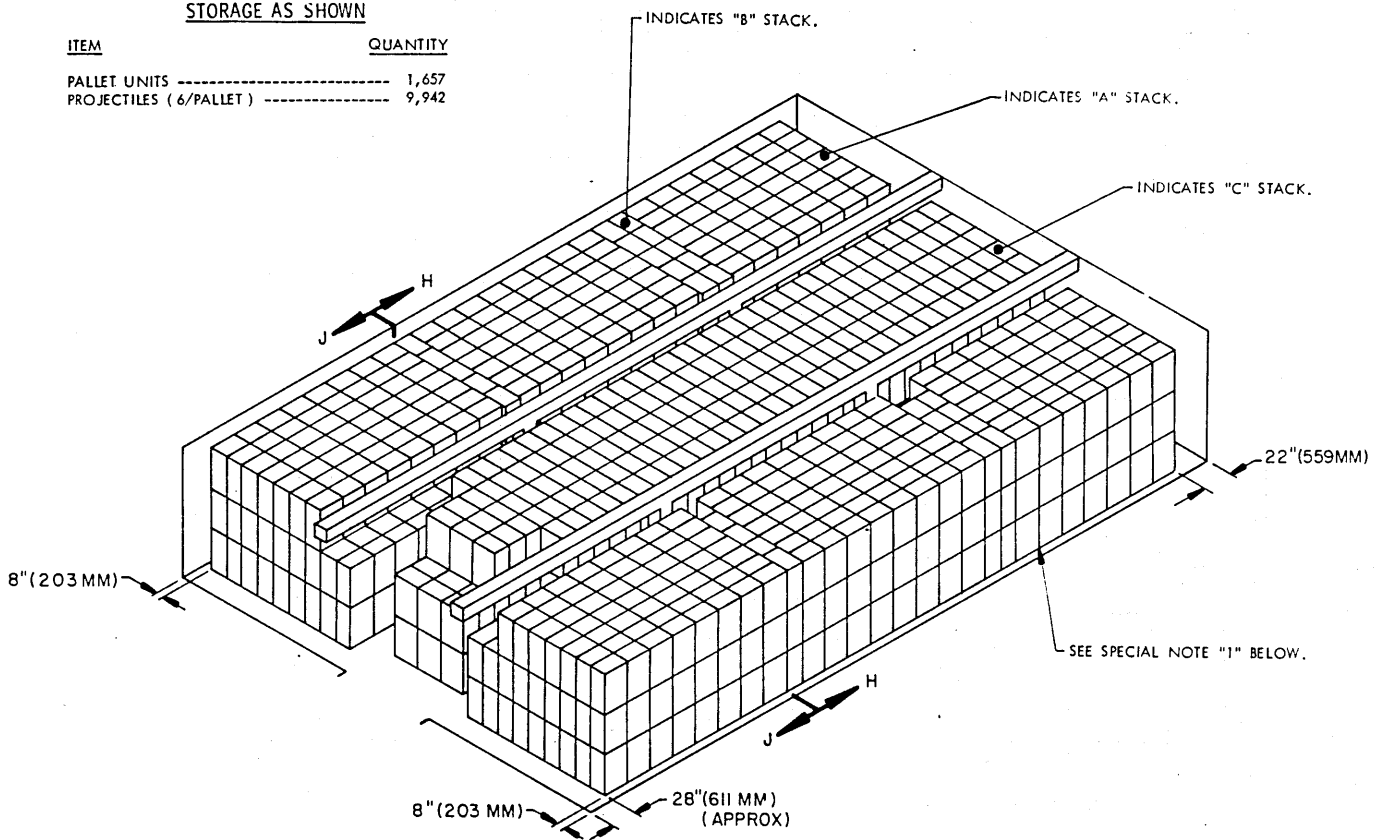 STORAGE AS SHOWN
ITEM QUANTITY
PALLET UNITS -------------------------------- 1,657
PROJECTILES ( 6/PALLET ) ---------------- 9,942
INDICATES "B" STACK.
INDICATES "A" STACK.
INDICATES "C" STACK.
H
J
22"(559MM)
8"(203 MM)
SEE SPECIAL NOTE "1" BELOW.
H
J
8"(203 MM)
28"(611 MM)
(APPROX)